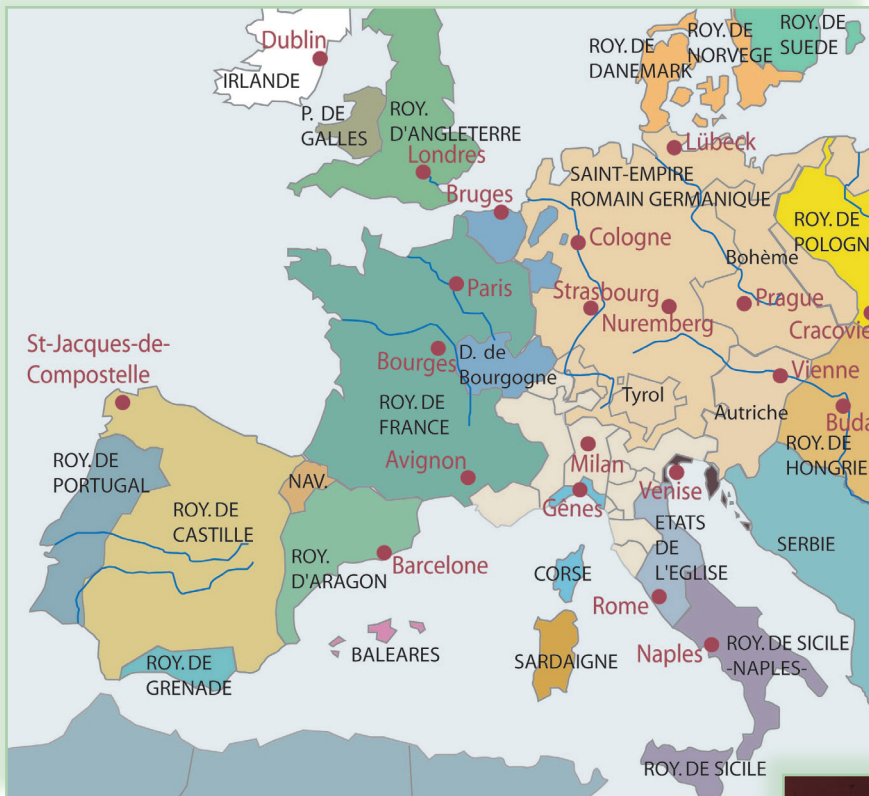 Dublin
IRLANDE
P. DE
GALLES
ROY.
D'ANGLETERRE
Londres
Bruges
ROY. DE
DANEMARK
ROY. DE
NORVEGE
ROY. DE
SUEDE
Lübeck
SAINT-EMPIRE
ROMAIN GERMANIQUE
Cologne
Bohème
ROY. DE
POLOGN
Paris
Strasbourg
Nuremberg
Prague
Cracovie
St-Jacques-de-
Compostelle
Bourges
D. de
Bourgogne
Vienne
Tyrol
Autriche
Buda
ROY. DE
FRANCE
ROY. DE
HONGRIE
ROY. DE
PORTUGAL
NAV.
Avignon
Milan
Venise
Gênes
ROY. DE
CASTILLE
ROY.
D'ARAGON
Barcelone
ETATS
DE
L'EGLISE
SERBIE
CORSE
Rome
BALEARES
SARDAIGNE
Naples
ROY. DE SICILE
-NAPLES-
ROY. DE
GRENADE
ROY. DE SICILE